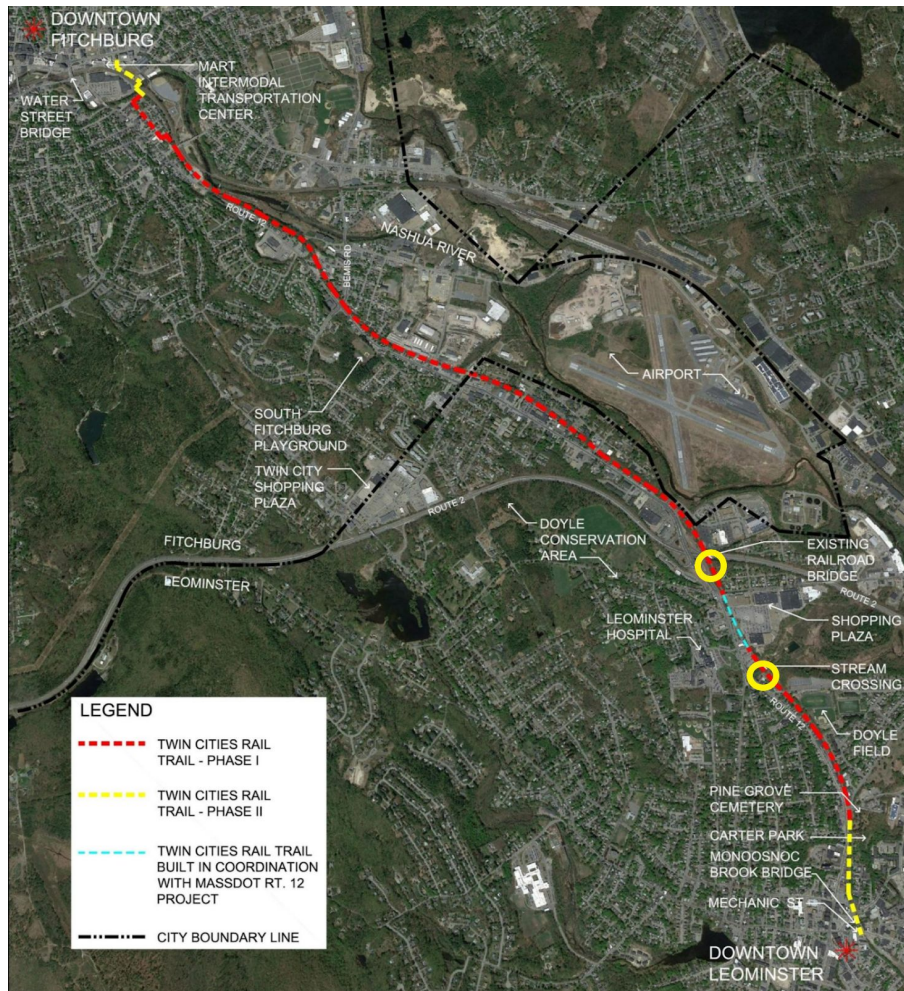 DOWNTOWN
FITCHBURG
MART
INTERMODAL
TRANSPORTATION
CENTER
WATER
STREET
BRIDGE
ROUTE 12
BEMIS RD
NASHUA RIVER
AIRPORT
SOUTH
FITCHBURG
PLAYGROUND
TWIN CITY
SHOPPING
PLAZA
ROUTE 2
DOYLE
CONSERVATION
AREA
FITCHBURG
LEOMINSTER
EXISTING
RAILROAD
BRIDGE
ROUTE 2
LEOMINSTER
HOSPITAL
SHOPPING
PLAZA
STREAM
CROSSING
ROUTE 12
DOYLE
FIELD
PINE GROVE
CEMETERY
CARTER PARK
MONOOSNOC
BROOK BRIDGE
MECHANIC ST.
DOWNTOWN
LEOMINSTER
LEGEND
TWIN CITIES RAIL
TRAIL - PHASE I
TWIN CITIES RAIL
TRAIL - PHASE II
TWIN CITIES RAIL TRAIL
BUILT IN COORDINATION
WITH MASSDOT RT. 12
PROJECT
CITY BOUNDARY LINE